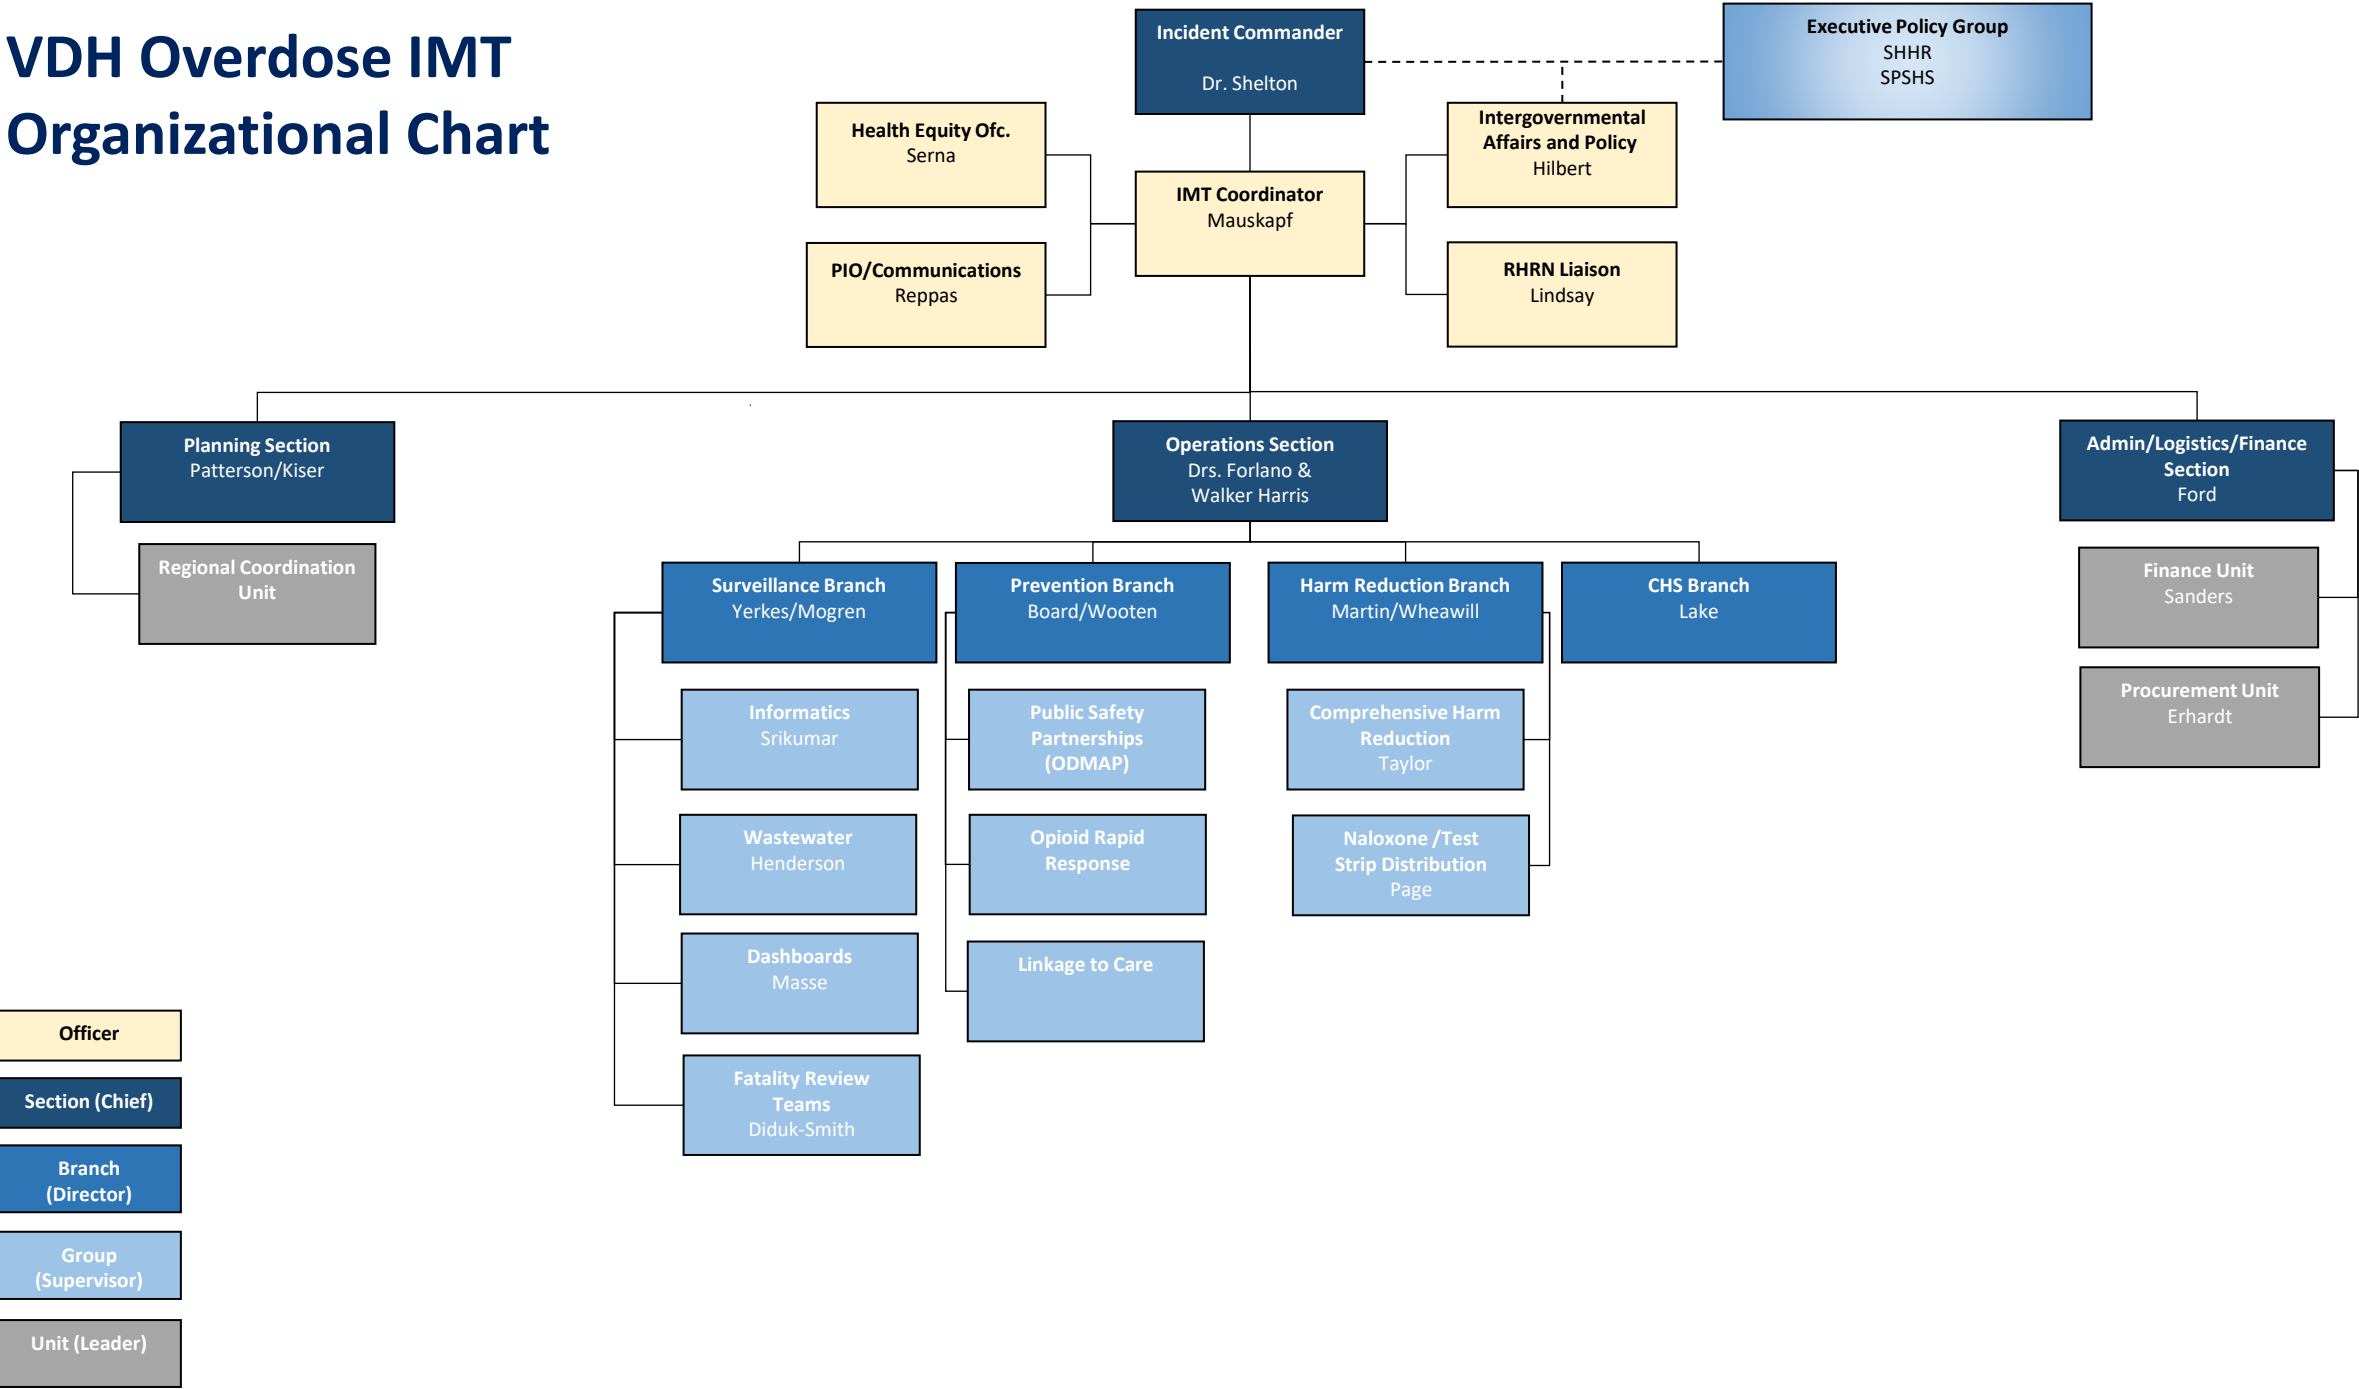 VDH Overdose IMT
Organizational Chart
Incident Commander
Dr. Shelton
Executive Policy Group
SHHR
SPSHS
Health Equity Ofc.
Serna
Intergovernmental
Affairs and Policy
Hilbert
IMT Coordinator
Mauskapf
PIO/Communications
Reppas
RHRN Liaison
Lindsay
Planning Section
Patterson/Kiser
Operations Section
Drs. Forlano &
Walker Harris
Admin/Logistics/Finance
Section
Ford
Regional Coordination
Unit
Surveillance Branch
Yerkes/Mogren
Prevention Branch
Board/Wooten
Harm Reduction Branch
Martin/Wheawill
CHS Branch
Lake
Finance Unit
Sanders
Procurement Unit
Erhardt
Informatics
Srikumar
Public Safety
Partnerships
(ODMAP)
Comprehensive Harm
Reduction
Taylor
Wastewater
Henderson
Opioid Rapid
Response
Naloxone /Test
Strip Distribution
Page
Dashboards
Masse
Linkage to Care
Fatality Review
Teams
Diduk-Smith
Officer
Section (Chief)
Branch
(Director)
Group
(Supervisor)
Unit (Leader)